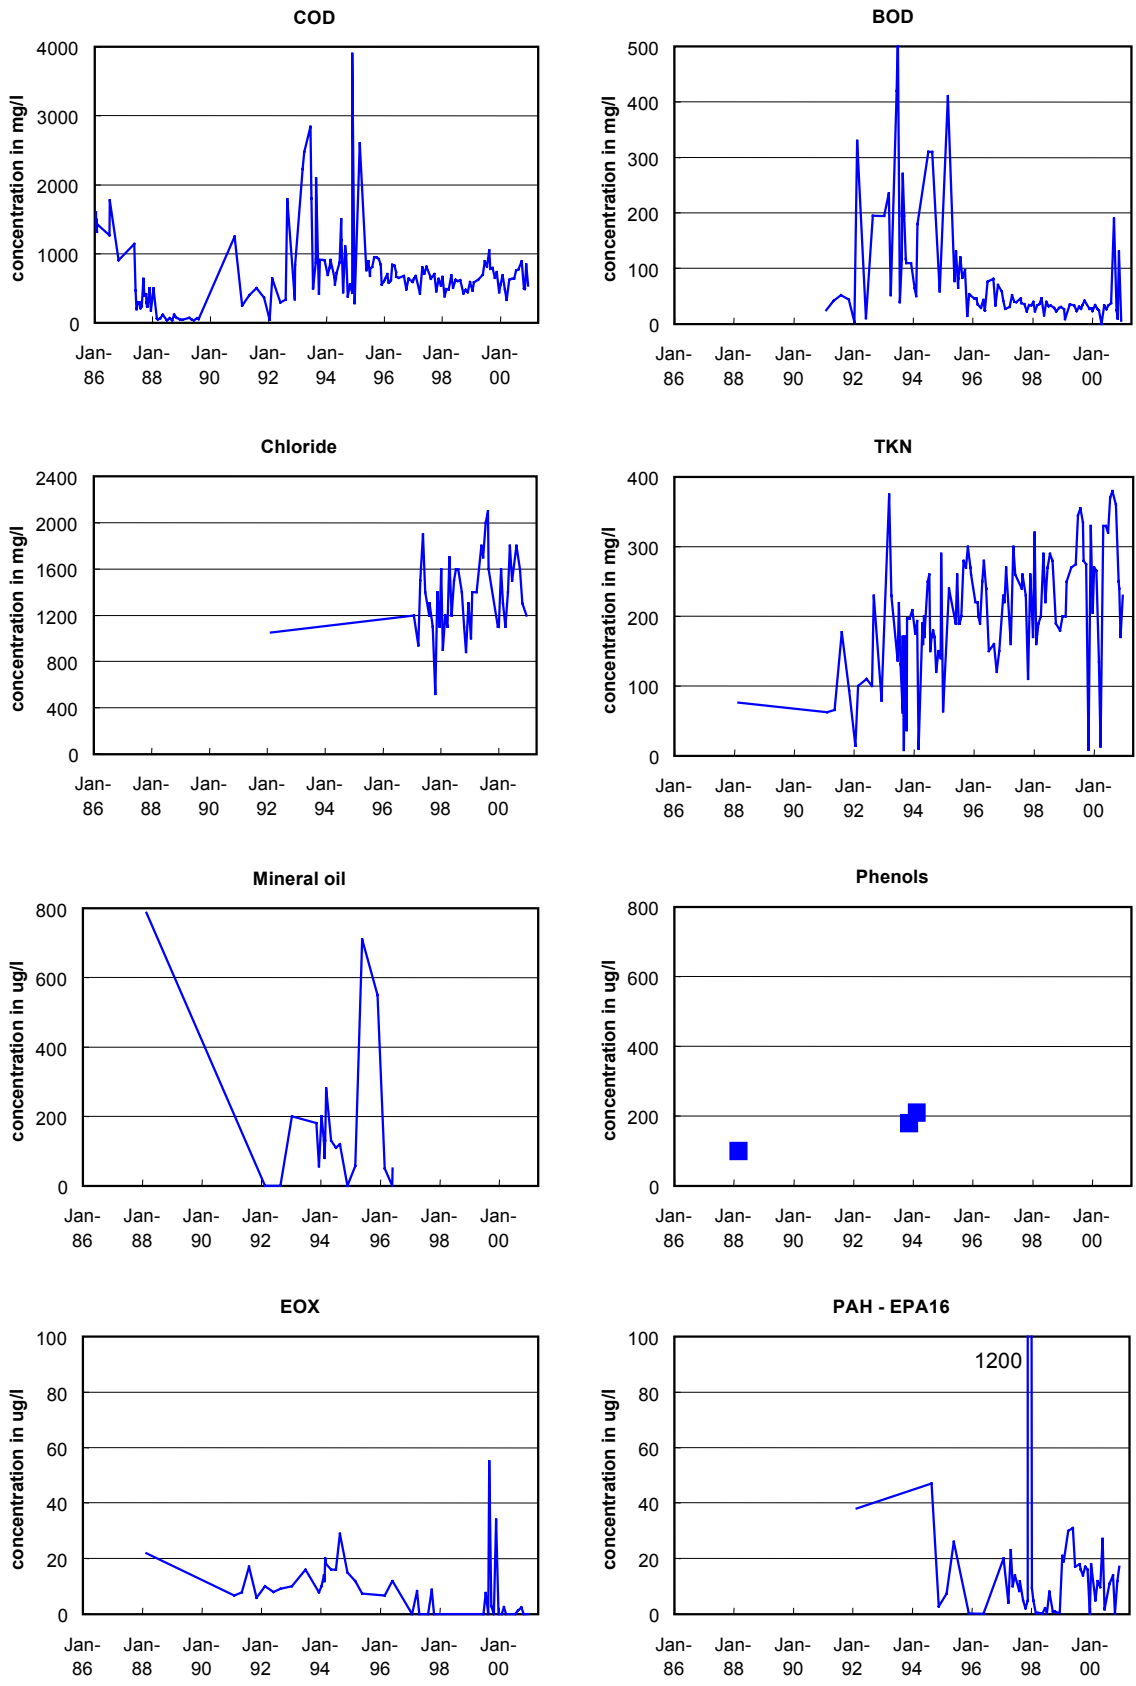 COD
concentration in mg/l
4000
3000
2000
1000
0
Jan- Jan- Jan- Jan- Jan- Jan- Jan- Jan-
86 88 90 92 94 96 98 00
BOD
concentration in mg/l
500
400
300
200
100
0
Jan- Jan- Jan- Jan- Jan- Jan- Jan- Jan-
86 88 90 92 94 96 98 00
Chloride
concentration in mg/l
2400
2000
1600
1200
800
400
0
Jan- Jan- Jan- Jan- Jan- Jan- Jan- Jan-
86 88 90 92 94 96 98 00
TKN
concentration in mg/l
400
300
200
100
0
Jan- Jan- Jan- Jan- Jan- Jan- Jan- Jan-
86 88 90 92 94 96 98 00
Mineral oil
concentration in ug/l
800
600
400
200
0
Jan- Jan- Jan- Jan- Jan- Jan- Jan- Jan-
86 88 90 92 94 96 98 00
Phenols
concentration in ug/l
800
600
400
200
0
Jan- Jan- Jan- Jan- Jan- Jan- Jan- Jan-
86 88 90 92 94 96 98 00
EOX
concentration in ug/l
100
80
60
40
20
0
Jan- Jan- Jan- Jan- Jan- Jan- Jan- Jan-
86 88 90 92 94 96 98 00
PAH - EPA16
concentration in ug/l
100
1200
80
60
40
20
0
Jan- Jan- Jan- Jan- Jan- Jan- Jan- Jan-
86 88 90 92 94 96 98 00